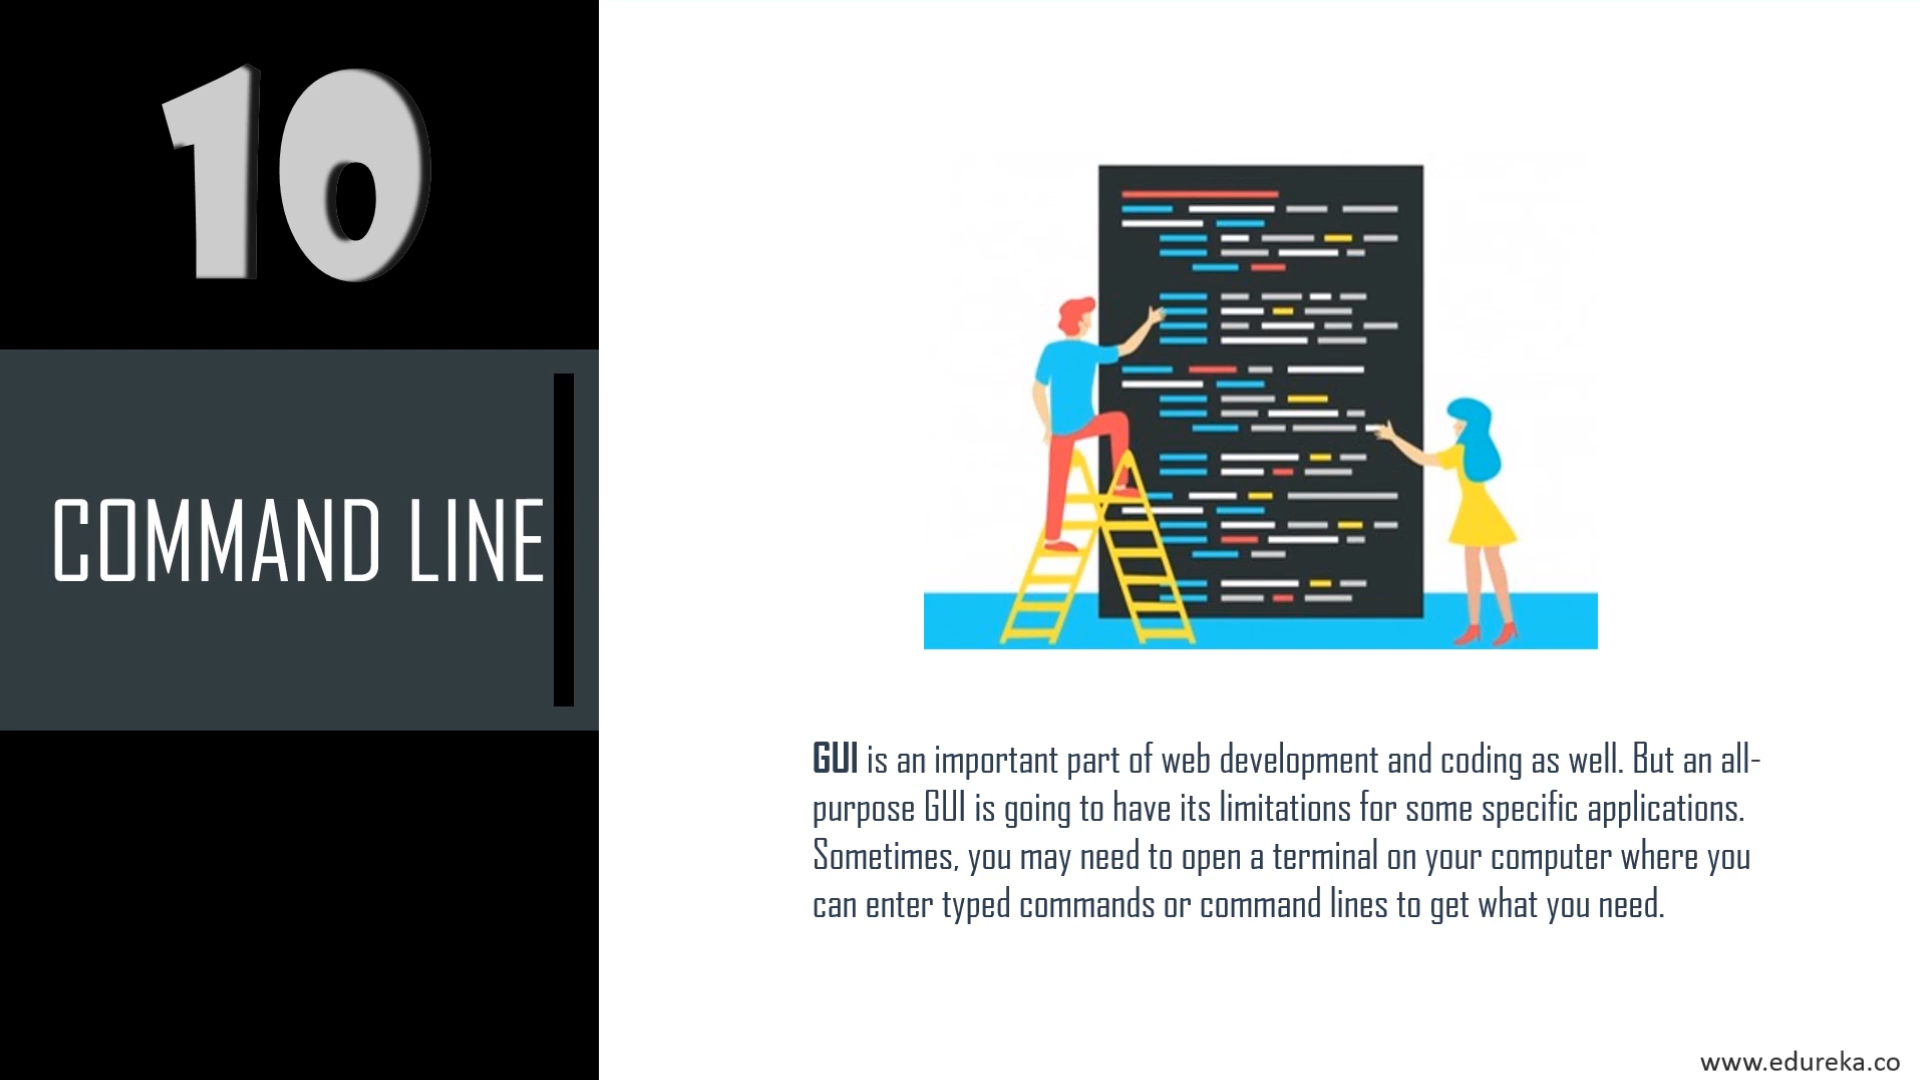 10
COMMAND LINE
GUI is an important part of web development and coding as well. But an all-
purpose GUI is going to have its limitations for some specific applications.
Sometimes, you may need to open a terminal on your computer where you
can enter typed commands or command lines to get what you need.
www.edureka.co